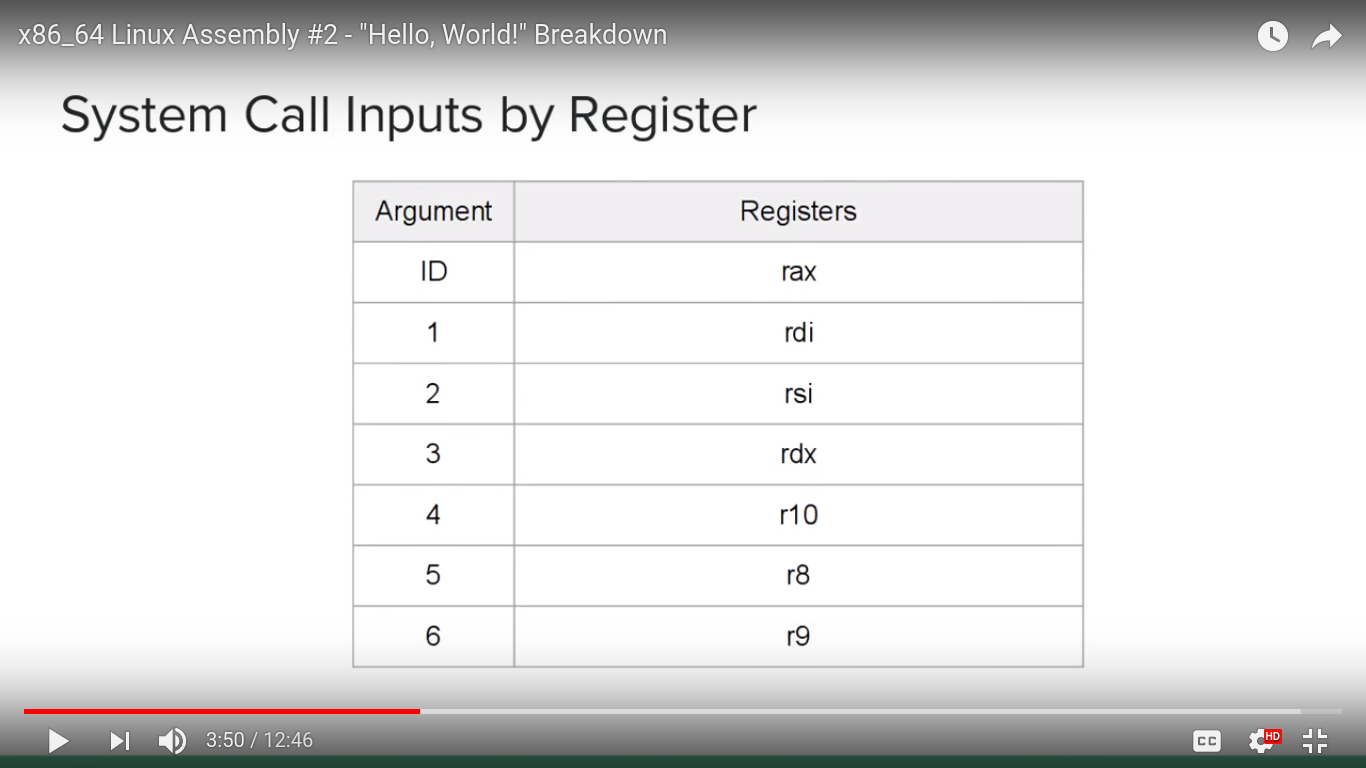 x86_64 Linux Assembly #2 - "Hello, World!" Breakdown
System Call Inputs by Register
Argument Registers
ID rax
1 rdi
2 rsi
3 rdx
4 r10
5 r8
6 r9
3:50 / 12:46
CC
HD